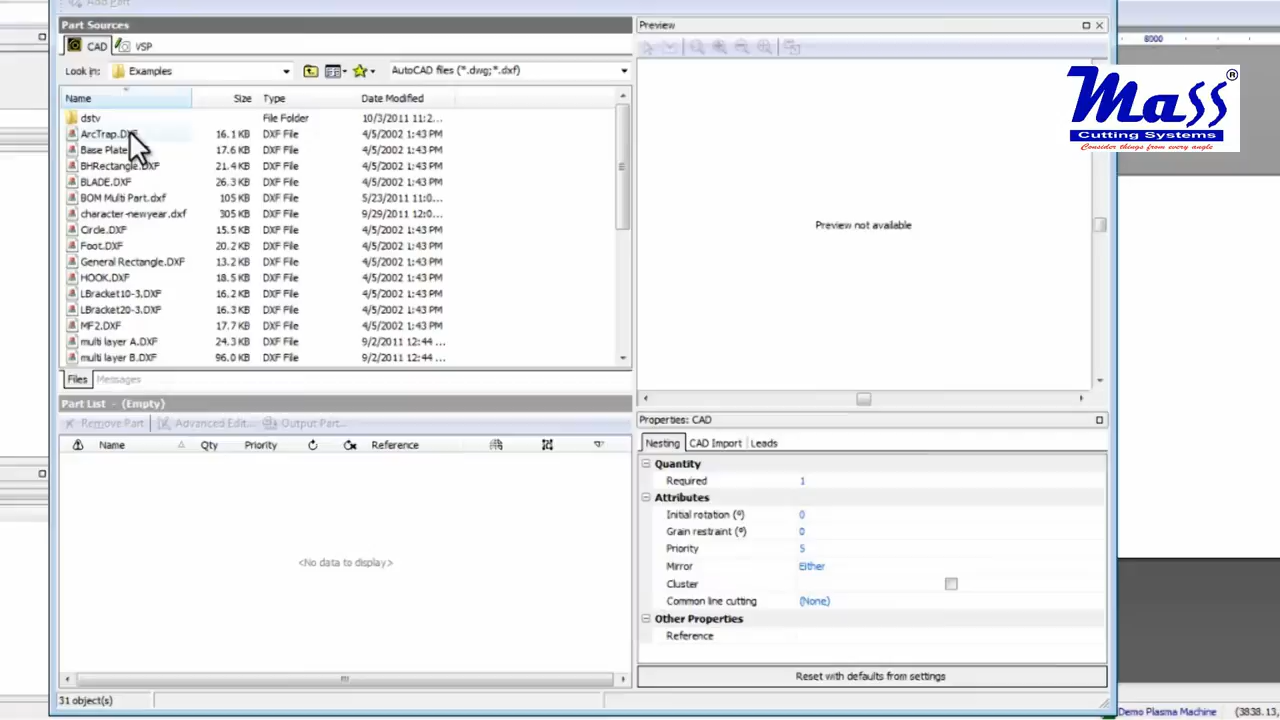 Add Part
Part Sources
CAD VSP
Look in: Examples AutoCAD files (*.dwg;*.dxf)
Name Size Type Date Modified
dstv File Folder 10/3/2011 11:2...
ArcTrap.DXF 16.1 KB DXF File 4/5/2002 1:43 PM
Base Plate 17.6 KB DXF File 4/5/2002 1:43 PM
BHRectangle.DXF 21.4 KB DXF File 4/5/2002 1:43 PM
BLADE.DXF 26.3 KB DXF File 4/5/2002 1:43 PM
BOM Multi Part.dxf 105 KB DXF File 5/23/2011 11:0...
character-newyear.dxf 305 KB DXF File 9/29/2011 12:0...
Circle.DXF 15.5 KB DXF File 4/5/2002 1:43 PM
Foot.DXF 20.2 KB DXF File 4/5/2002 1:43 PM
General Rectangle.DXF 13.2 KB DXF File 4/5/2002 1:43 PM
HOOK.DXF 18.5 KB DXF File 4/5/2002 1:43 PM
LBracket10-3.DXF 16.2 KB DXF File 4/5/2002 1:43 PM
LBracket20-3.DXF 16.3 KB DXF File 4/5/2002 1:43 PM
MF2.DXF 17.7 KB DXF File 4/5/2002 1:43 PM
multi layer A.DXF 24.3 KB DXF File 9/2/2011 12:44 ...
multi layer B.DXF 96.0 KB DXF File 9/2/2011 12:44 ...
Files Messages
Part List - (Empty)
Remove Part Advanced Edit... Output Part...
Name Qty Priority Reference
<No data to display>
31 object(s)
Preview
Preview not available
Properties: CAD
Nesting CAD Import Leads
Quantity
Required 1
Attributes
Initial rotation (º) 0
Grain restraint (º) 0
Priority 5
Mirror Either
Cluster
Common line cutting (None)
Other Properties
Reference
Reset with defaults from settings
8000
Mass ®
Cutting Systems
Consider things from every angle
Demo Plasma Machine (3838.13,